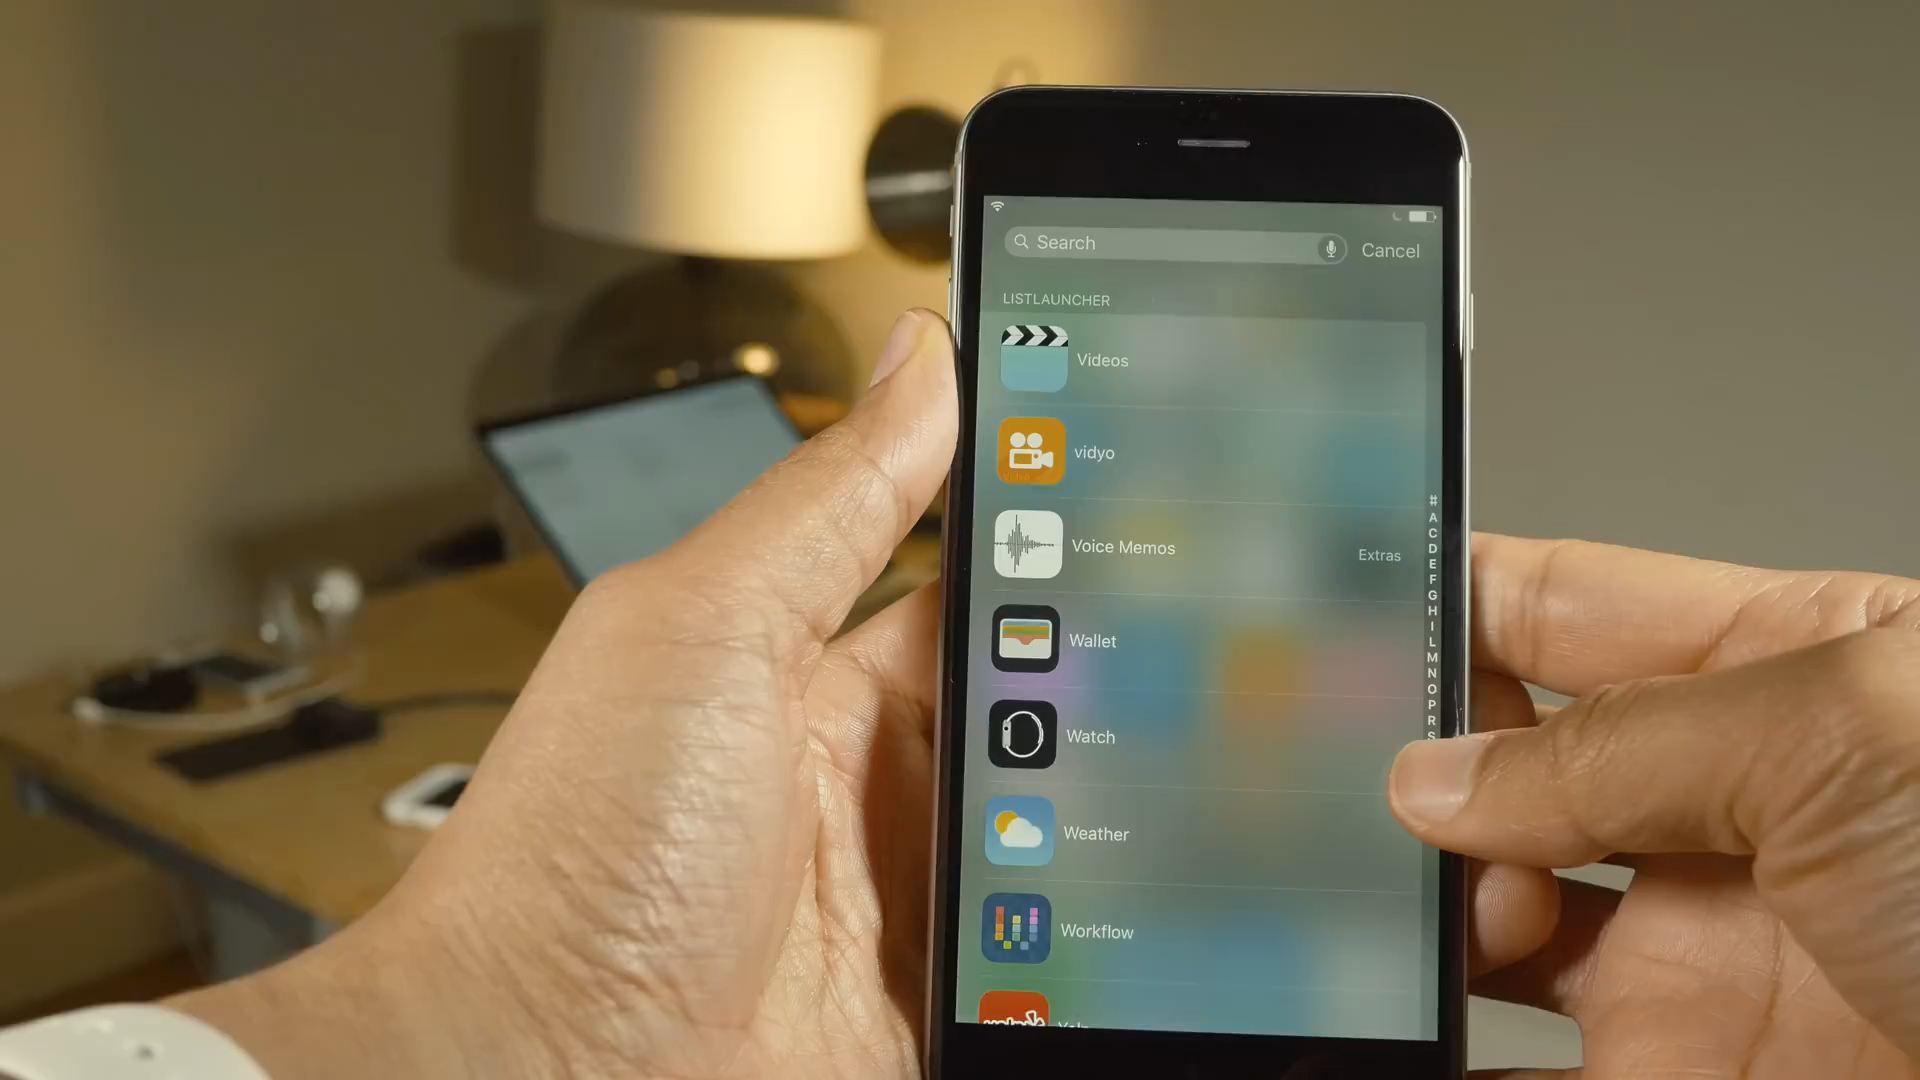 Search
Cancel
LISTLAUNCHER
Videos
vidyo
Voice Memos
Extras
Wallet
Watch
Weather
Workflow
#
A
C
D
E
F
G
H
I
L
M
N
O
P
R
S